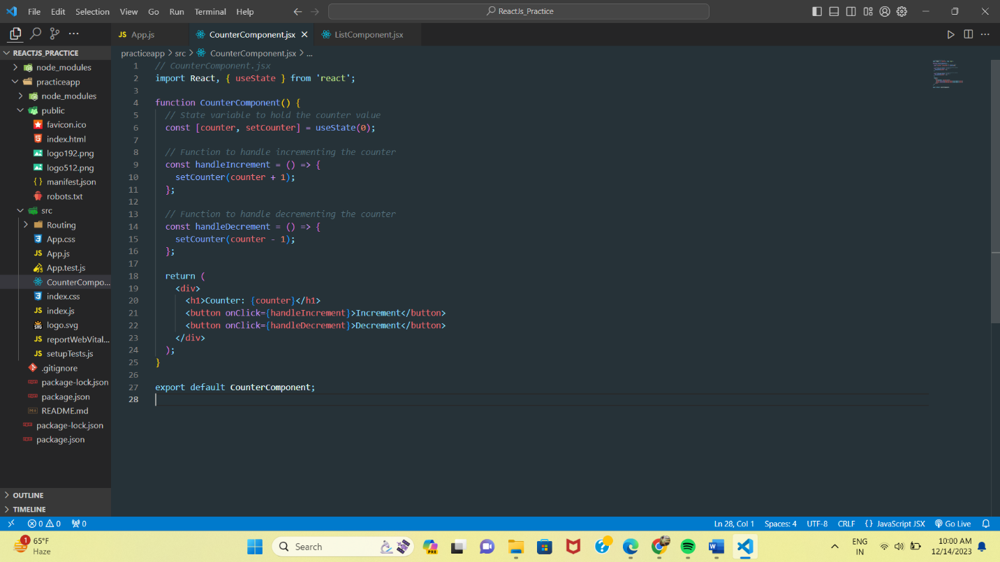 File Edit Selection View Go Run Terminal Help
ReactJs_Practice
JS App.js
CounterComponent.jsx
ListComponent.jsx
REACTJS_PRACTICE
node_modules
practiceapp
node_modules
public
favicon.ico
index.html
logo192.png
logo512.png
{ } manifest.json
robots.txt
src
Routing
App.css
JS App.js
App.test.js
CounterCompo...
index.css
JS index.js
logo.svg
JS reportWebVital...
JS setupTests.js
.gitignore
package-lock.json
package.json
README.md
package-lock.json
package.json
OUTLINE
TIMELINE
practiceapp > src > CounterComponent.jsx > ...
1 // CounterComponent.jsx
2 import React, { useState } from 'react';
3
4 function CounterComponent() {
5 // State variable to hold the counter value
6 const [counter, setCounter] = useState(0);
7
8 // Function to handle incrementing the counter
9 const handleIncrement = () => {
10 setCounter(counter + 1);
11 };
12
13 // Function to handle decrementing the counter
14 const handleDecrement = () => {
15 setCounter(counter - 1);
16 };
17
18 return (
19 <div>
20 <h1>Counter: {counter}</h1>
21 <button onClick={handleIncrement}>Increment</button>
22 <button onClick={handleDecrement}>Decrement</button>
23 </div>
24 );
25 }
26
27 export default CounterComponent;
28
0 0 0
Ln 28, Col 1 Spaces: 4 UTF-8 CRLF { } JavaScript JSX Go Live
1
65°F
Haze
Search
PRE
ENG
IN
10:00 AM
12/14/2023